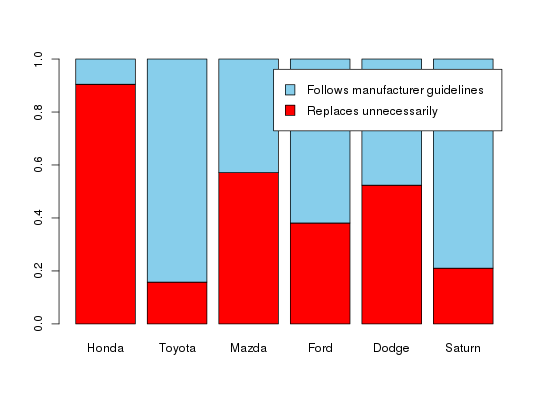 1.0
0.8
0.6
0.4
0.2
0.0
Follows manufacturer guidelines
Replaces unnecessarily
Honda Toyota Mazda Ford Dodge Saturn